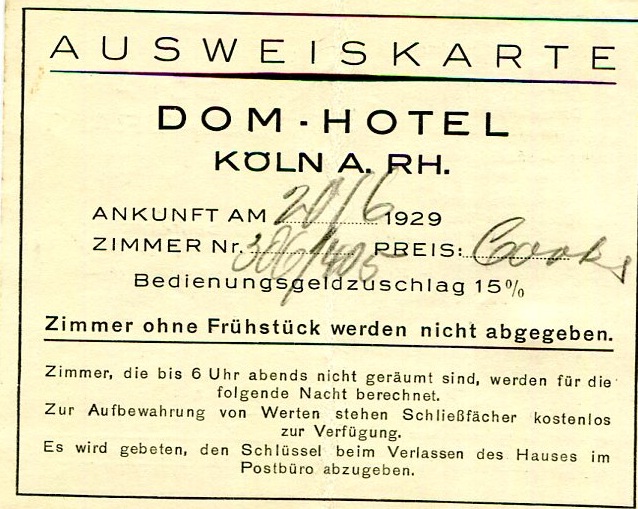 AUSWEISKARTE
DOM-HOTEL
KÖLN A. RH.
ANKUNFT AM 20/6 1929
ZIMMER Nr. 306/405 PREIS: Cooks
Bedienungsgeldzuschlag 15%
Zimmer ohne Frühstück werden nicht abgegeben.
Zimmer, die bis 6 Uhr abends nicht geräumt sind, werden für die
folgende Nacht berechnet.
Zur Aufbewahrung von Werten stehen Schließfächer kostenlos
zur Verfügung.
Es wird gebeten, den Schlüssel beim Verlassen des Hauses im
Postbüro abzugeben.